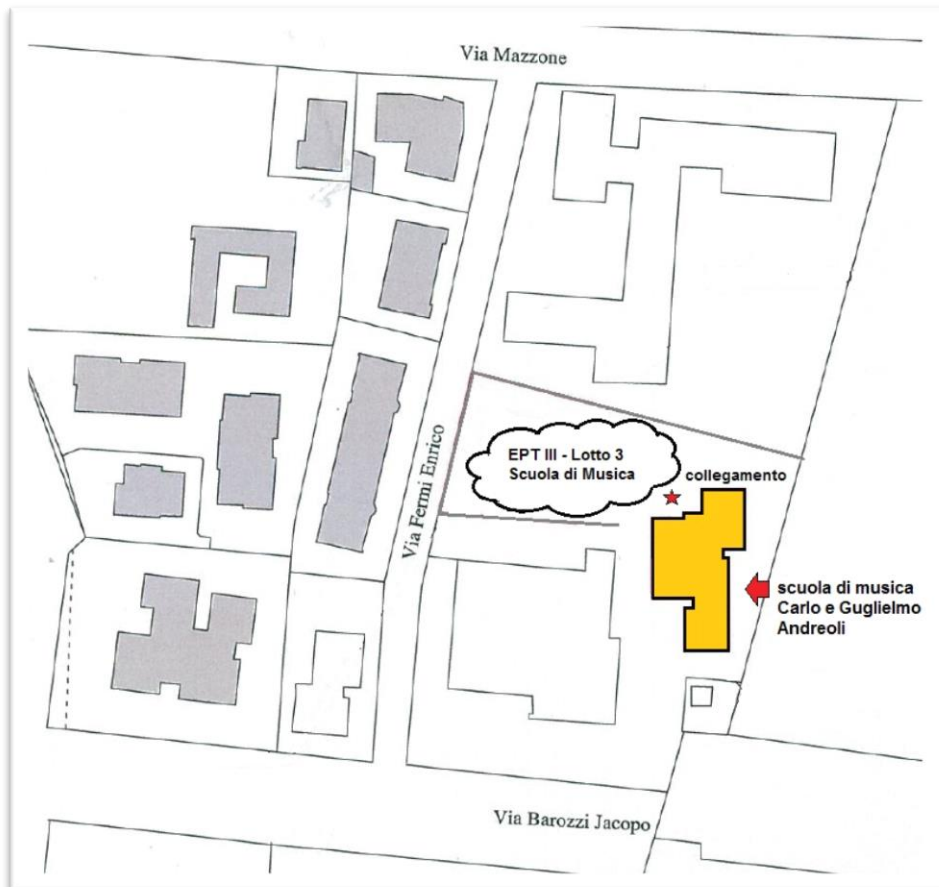 Via Mazzone
EPT III - Lotto 3
Scuola di Musica
collegamento
Via Fermi Enrico
scuola di musica
Carlo e Guglielmo
Andreoli
Via Barozzi Jacopo